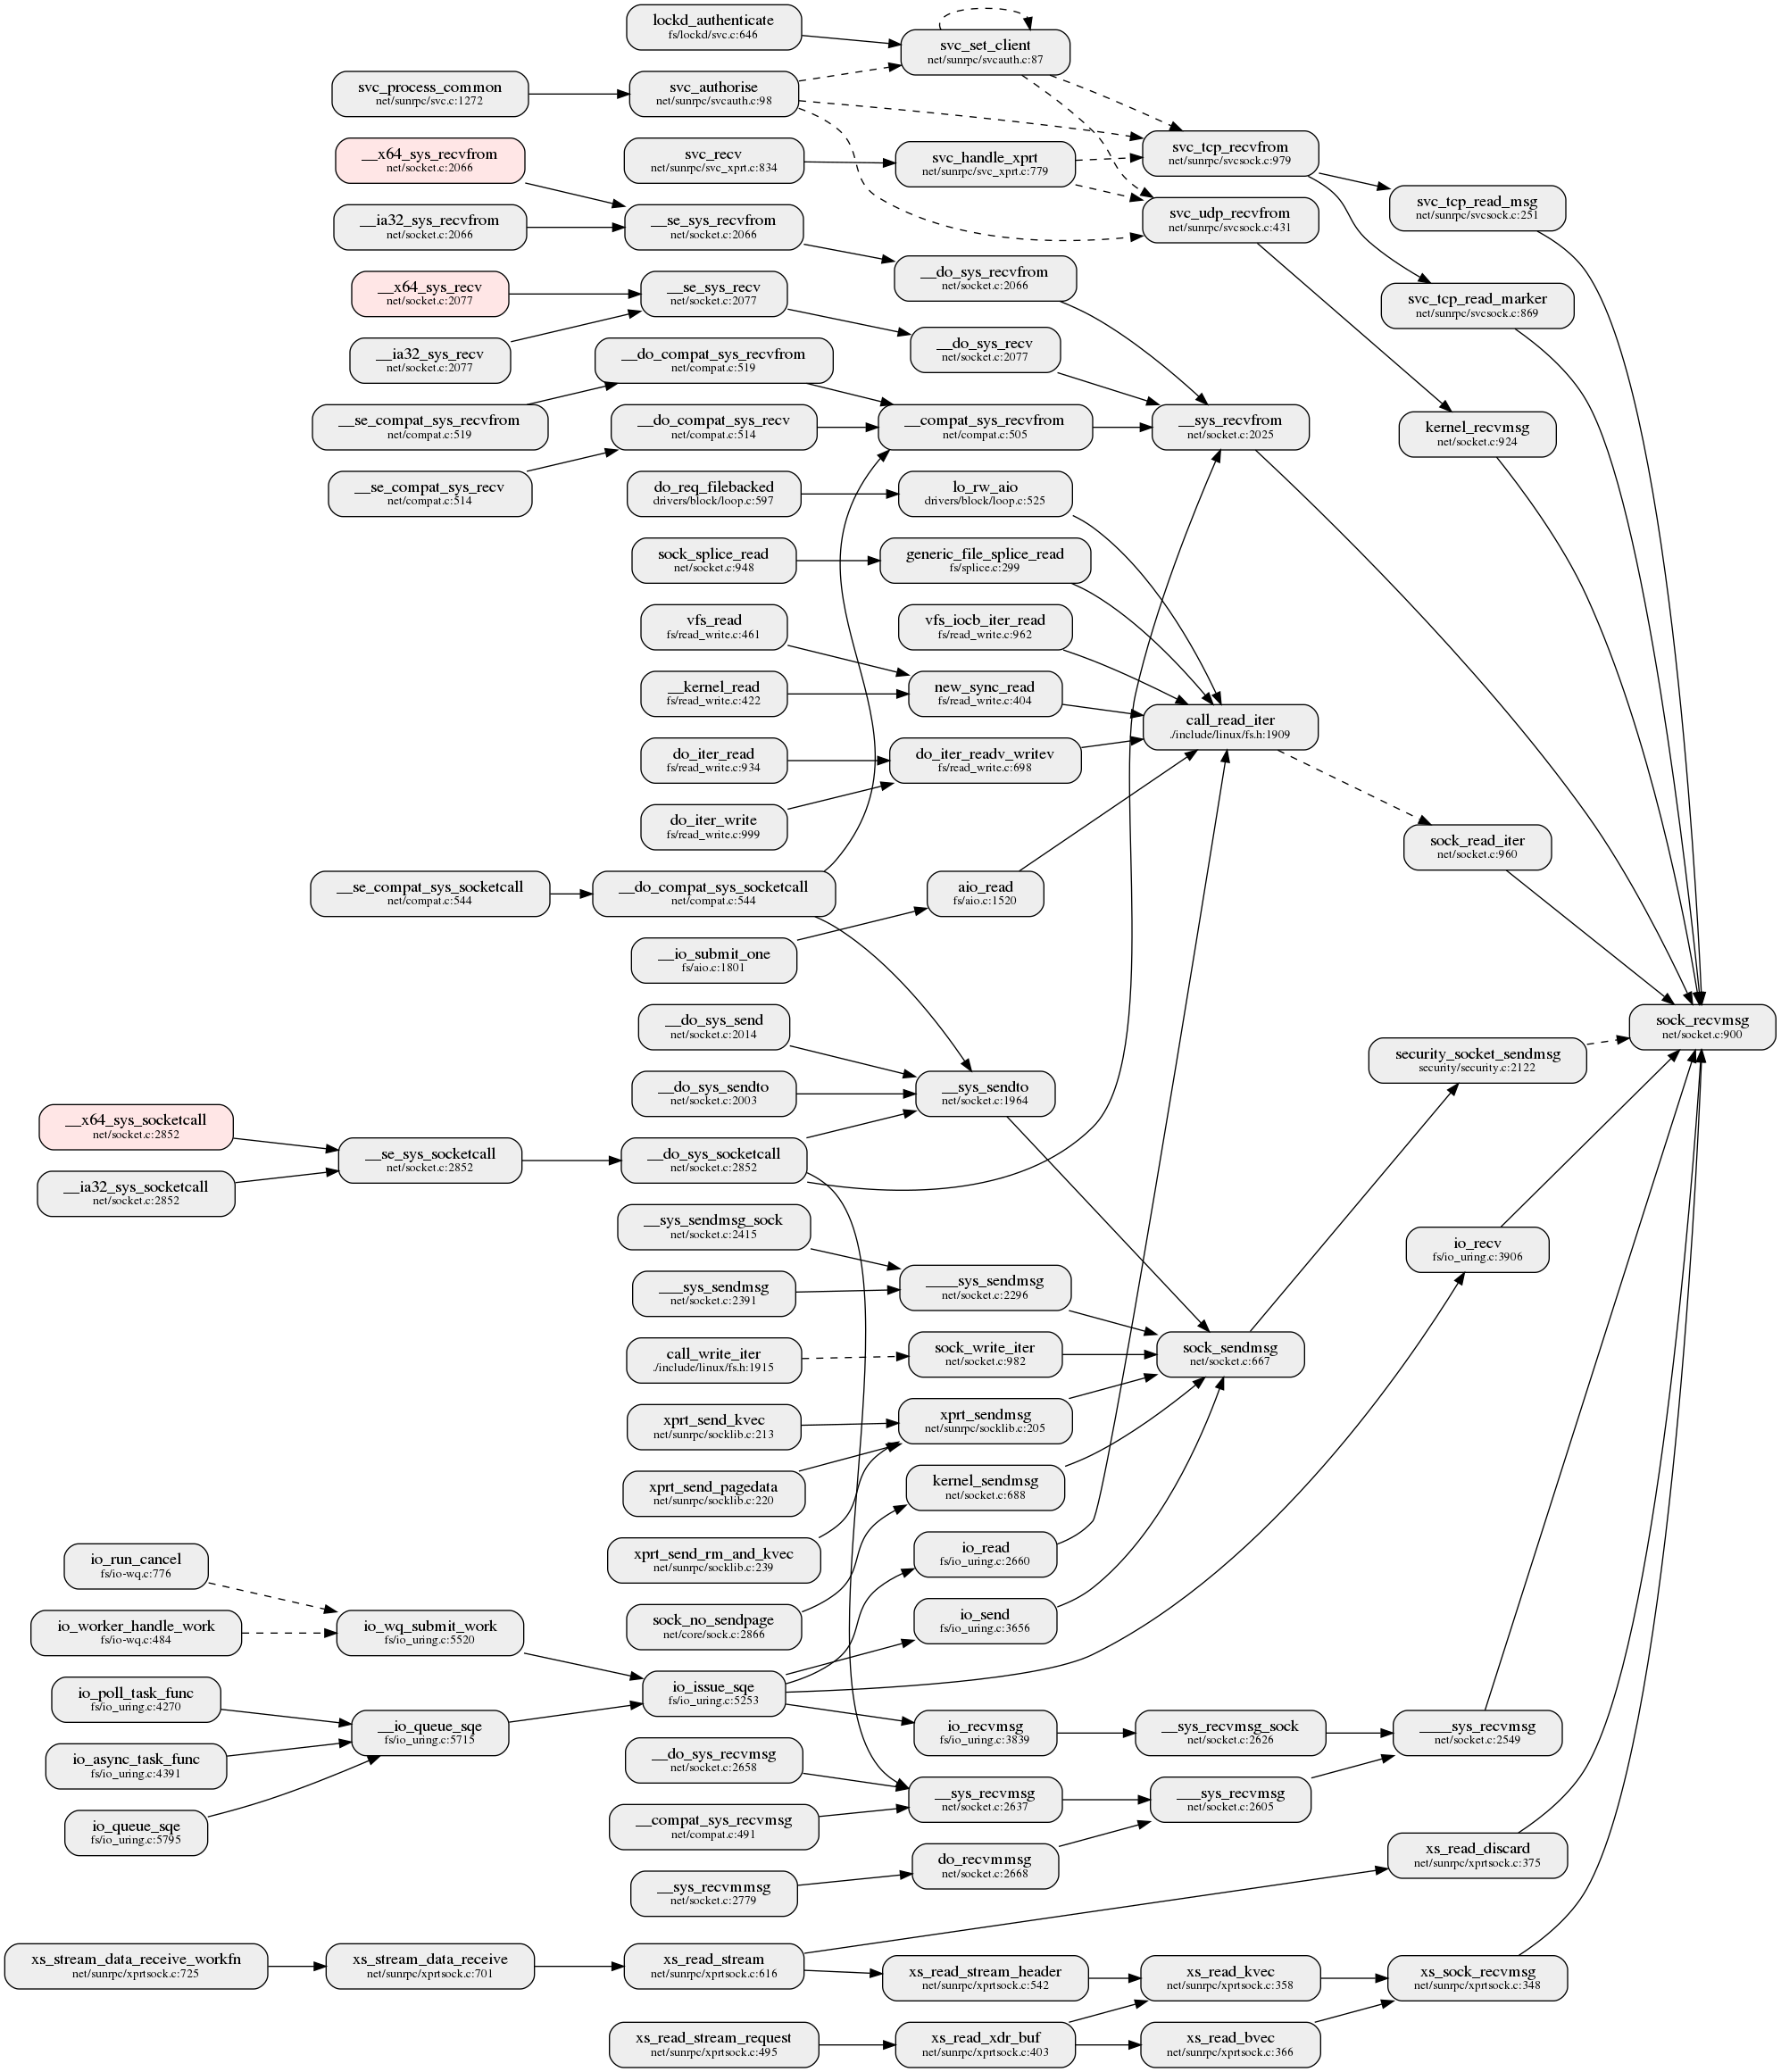 lockd_authenticate
fs/lockd/svc.c:646
svc_set_client
net/sunrpc/svcauth.c:87
svc_process_common
net/sunrpc/svc.c:1272
svc_authorise
net/sunrpc/svcauth.c:98
__x64_sys_recvfrom
net/socket.c:2066
svc_recv
net/sunrpc/svc_xprt.c:834
svc_handle_xprt
net/sunrpc/svc_xprt.c:779
svc_tcp_recvfrom
net/sunrpc/svcsock.c:979
svc_tcp_read_msg
net/sunrpc/svcsock.c:251
__ia32_sys_recvfrom
net/socket.c:2066
__se_sys_recvfrom
net/socket.c:2066
svc_udp_recvfrom
net/sunrpc/svcsock.c:431
__do_sys_recvfrom
net/socket.c:2066
__x64_sys_recv
net/socket.c:2077
__se_sys_recv
net/socket.c:2077
svc_tcp_read_marker
net/sunrpc/svcsock.c:869
__ia32_sys_recv
net/socket.c:2077
__do_compat_sys_recvfrom
net/compat.c:519
__do_sys_recv
net/socket.c:2077
__se_compat_sys_recvfrom
net/compat.c:519
__do_compat_sys_recv
net/compat.c:514
__compat_sys_recvfrom
net/compat.c:505
__sys_recvfrom
net/socket.c:2025
kernel_recvmsg
net/socket.c:924
__se_compat_sys_recv
net/compat.c:514
do_req_filebacked
drivers/block/loop.c:597
lo_rw_aio
drivers/block/loop.c:525
sock_splice_read
net/socket.c:948
generic_file_splice_read
fs/splice.c:299
vfs_read
fs/read_write.c:461
vfs_iocb_iter_read
fs/read_write.c:962
__kernel_read
fs/read_write.c:422
new_sync_read
fs/read_write.c:404
call_read_iter
./include/linux/fs.h:1909
do_iter_read
fs/read_write.c:934
do_iter_readv_writev
fs/read_write.c:698
do_iter_write
fs/read_write.c:999
sock_read_iter
net/socket.c:960
__se_compat_sys_socketcall
net/compat.c:544
__do_compat_sys_socketcall
net/compat.c:544
aio_read
fs/aio.c:1520
__io_submit_one
fs/aio.c:1801
__do_sys_send
net/socket.c:2014
sock_recvmsg
net/socket.c:900
security_socket_sendmsg
security/security.c:2122
__do_sys_sendto
net/socket.c:2003
__sys_sendto
net/socket.c:1964
__x64_sys_socketcall
net/socket.c:2852
__se_sys_socketcall
net/socket.c:2852
__do_sys_socketcall
net/socket.c:2852
__ia32_sys_socketcall
net/socket.c:2852
__sys_sendmsg_sock
net/socket.c:2415
io_recv
fs/io_uring.c:3906
___sys_sendmsg
net/socket.c:2391
____sys_sendmsg
net/socket.c:2296
call_write_iter
./include/linux/fs.h:1915
sock_write_iter
net/socket.c:982
sock_sendmsg
net/socket.c:667
xprt_send_kvec
net/sunrpc/socklib.c:213
xprt_sendmsg
net/sunrpc/socklib.c:205
xprt_send_pagedata
net/sunrpc/socklib.c:220
kernel_sendmsg
net/socket.c:688
io_run_cancel
fs/io-wq.c:776
xprt_send_rm_and_kvec
net/sunrpc/socklib.c:239
io_read
fs/io_uring.c:2660
io_worker_handle_work
fs/io-wq.c:484
io_wq_submit_work
fs/io_uring.c:5520
sock_no_sendpage
net/core/sock.c:2866
io_send
fs/io_uring.c:3656
io_poll_task_func
fs/io_uring.c:4270
io_issue_sqe
fs/io_uring.c:5253
__io_queue_sqe
fs/io_uring.c:5715
io_recvmsg
fs/io_uring.c:3839
__sys_recvmsg_sock
net/socket.c:2626
____sys_recvmsg
net/socket.c:2549
io_async_task_func
fs/io_uring.c:4391
__do_sys_recvmsg
net/socket.c:2658
io_queue_sqe
fs/io_uring.c:5795
__compat_sys_recvmsg
net/compat.c:491
__sys_recvmsg
net/socket.c:2637
___sys_recvmsg
net/socket.c:2605
__sys_recvmmsg
net/socket.c:2779
do_recvmmsg
net/socket.c:2668
xs_read_discard
net/sunrpc/xprtsock.c:375
xs_stream_data_receive_workfn
net/sunrpc/xprtsock.c:725
xs_stream_data_receive
net/sunrpc/xprtsock.c:701
xs_read_stream
net/sunrpc/xprtsock.c:616
xs_read_stream_header
net/sunrpc/xprtsock.c:542
xs_read_kvec
net/sunrpc/xprtsock.c:358
xs_sock_recvmsg
net/sunrpc/xprtsock.c:348
xs_read_stream_request
net/sunrpc/xprtsock.c:495
xs_read_xdr_buf
net/sunrpc/xprtsock.c:403
xs_read_bvec
net/sunrpc/xprtsock.c:366